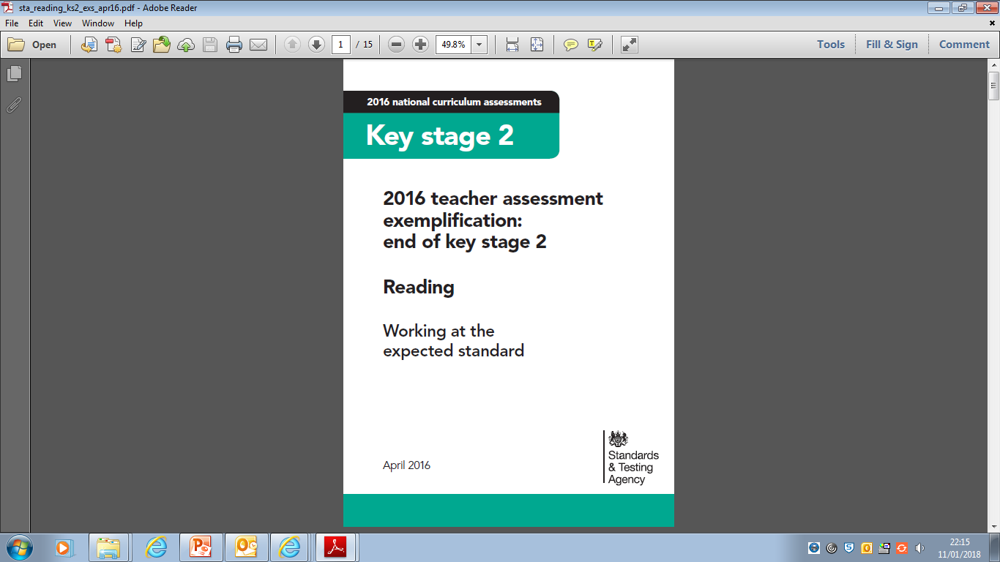 sta_reading_ks2_exs_apr16.pdf - Adobe Reader
File Edit View Window Help
Open 1 / 15 49.8% Tools Fill & Sign Comment
2016 national curriculum assessments
Key stage 2
2016 teacher assessment
exemplification:
end of key stage 2
Reading
Working at the
expected standard
April 2016
Standards
& Testing
Agency
22:15
11/01/2018